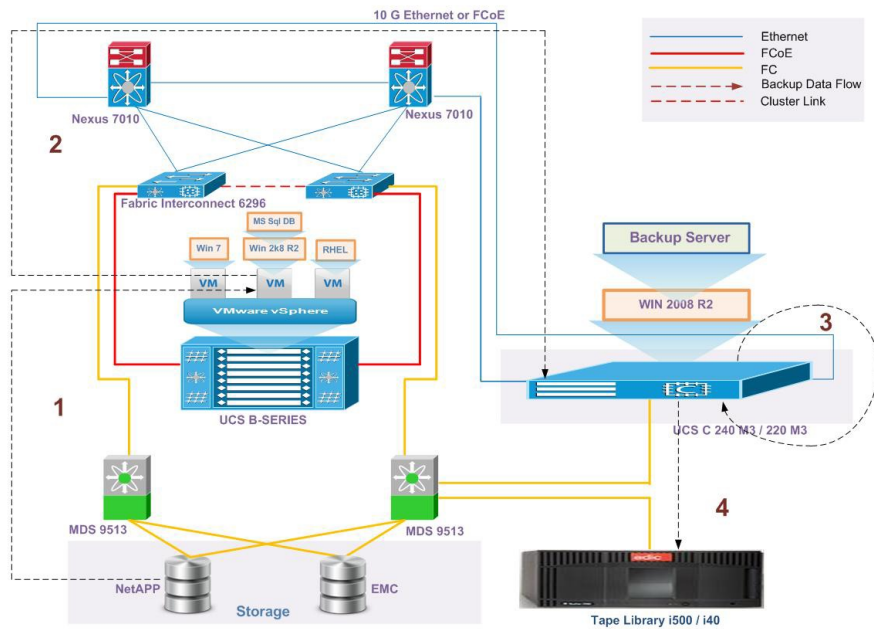 10 G Ethernet or FCoE
Ethernet
FCoE
FC
Backup Data Flow
Cluster Link
Nexus 7010
Nexus 7010
2
Fabric Interconnect 6296
MS Sql DB
Win 7
Win 2k8 R2
RHEL
VM
VM
VM
VMware vSphere
Backup Server
WIN 2008 R2
3
UCS B-SERIES
UCS C 240 M3 / 220 M3
1
MDS 9513
MDS 9513
4
NetAPP
EMC
Storage
Tape Library i500 / i40